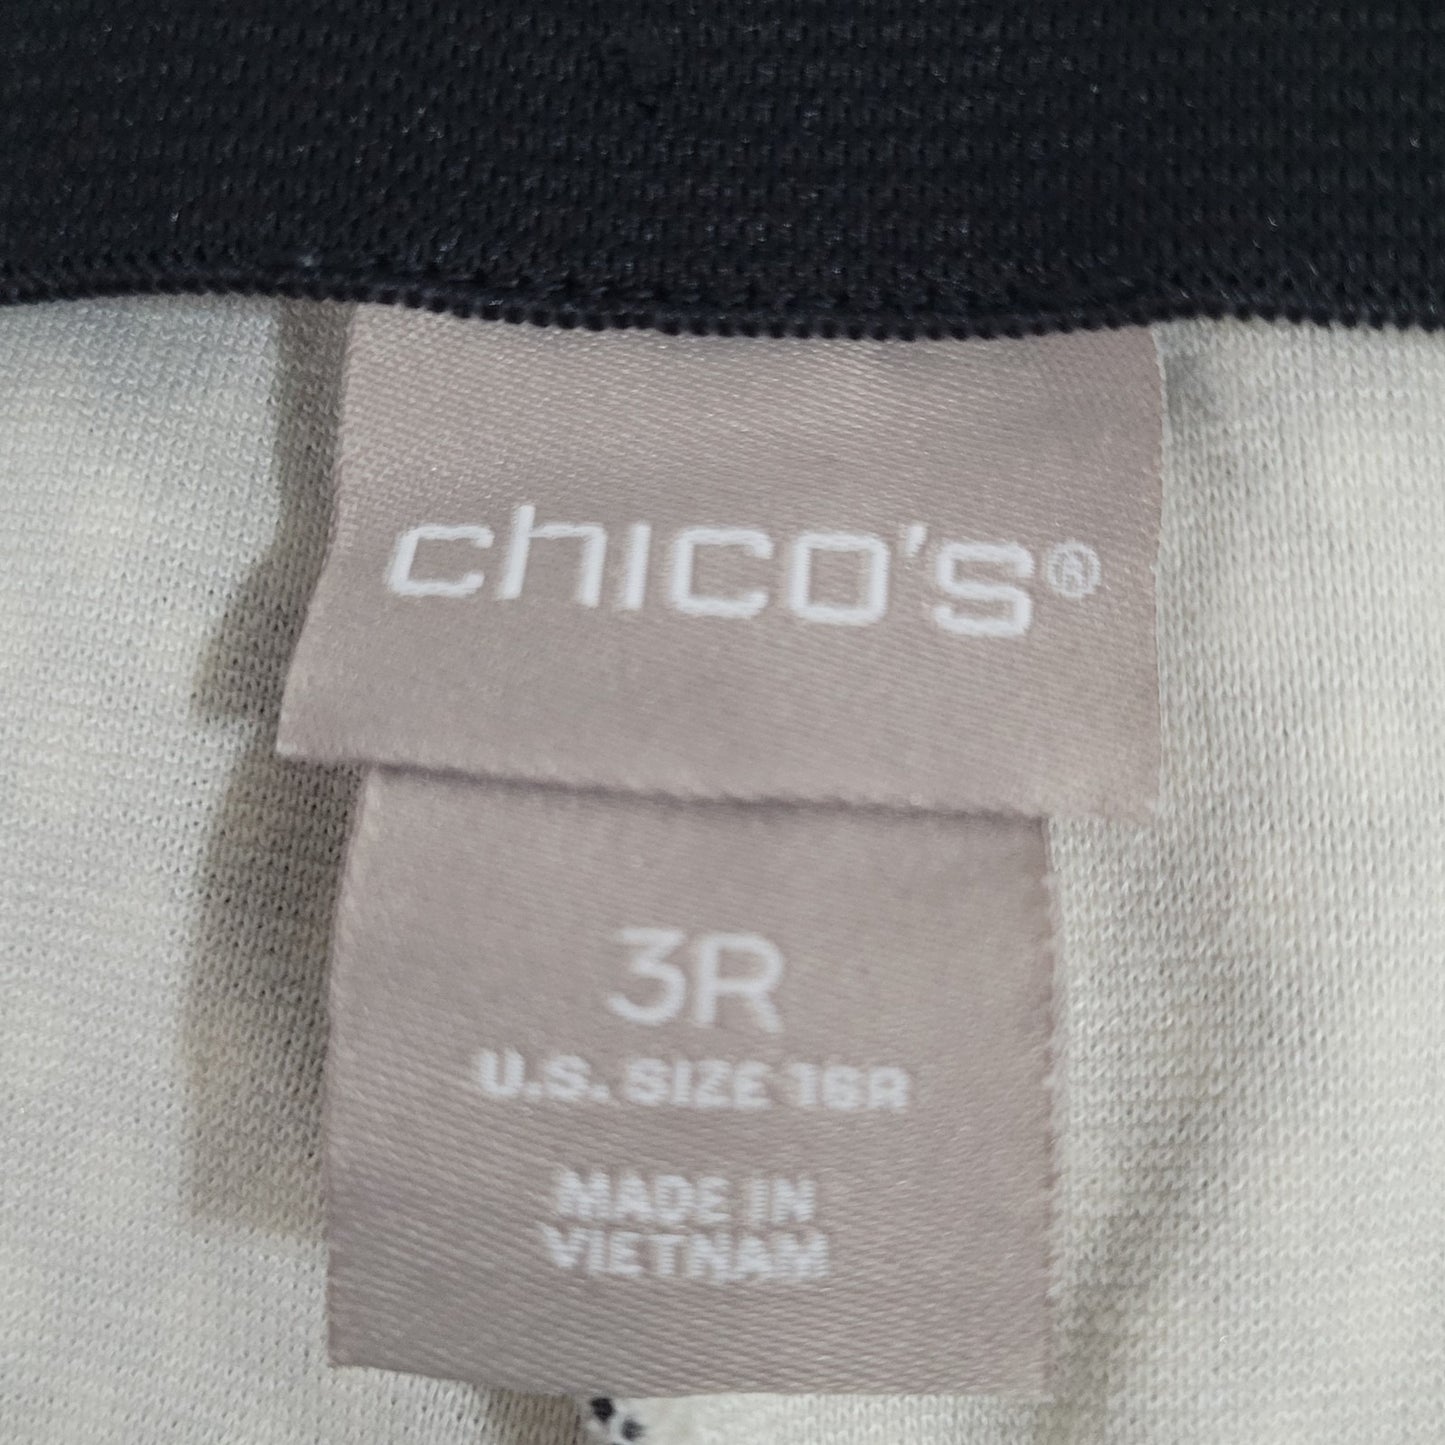 chico's®
3R
U.S. SIZE 16R
MADE IN
VIETNAM